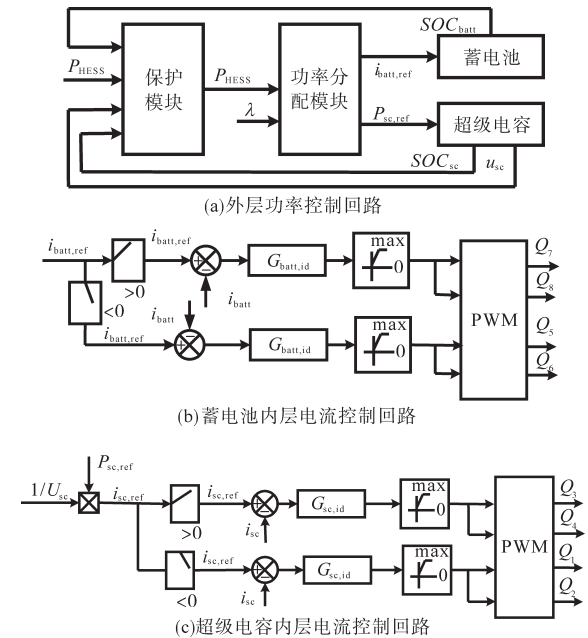 SOC_batt
P_HESS
保护
模块
P_HESS
λ
功率分
配模块
i_batt,ref
P_sc,ref
蓄电池
超级电容
SOC_sc
u_sc
(a)外层功率控制回路
i_batt,ref
>0
<0
i_batt,ref
i_batt,ref
+
−
i_batt
i_batt
+
−
G_batt,id
G_batt,id
max
0
max
0
PWM
Q_7
Q_8
Q_5
Q_6
(b)蓄电池内层电流控制回路
P_sc,ref
1/U_sc
i_sc,ref
>0
<0
i_sc,ref
i_sc,ref
+
−
i_sc
+
−
i_sc
G_sc,id
G_sc,id
max
0
max
0
PWM
Q_3
Q_4
Q_1
Q_2
(c)超级电容内层电流控制回路